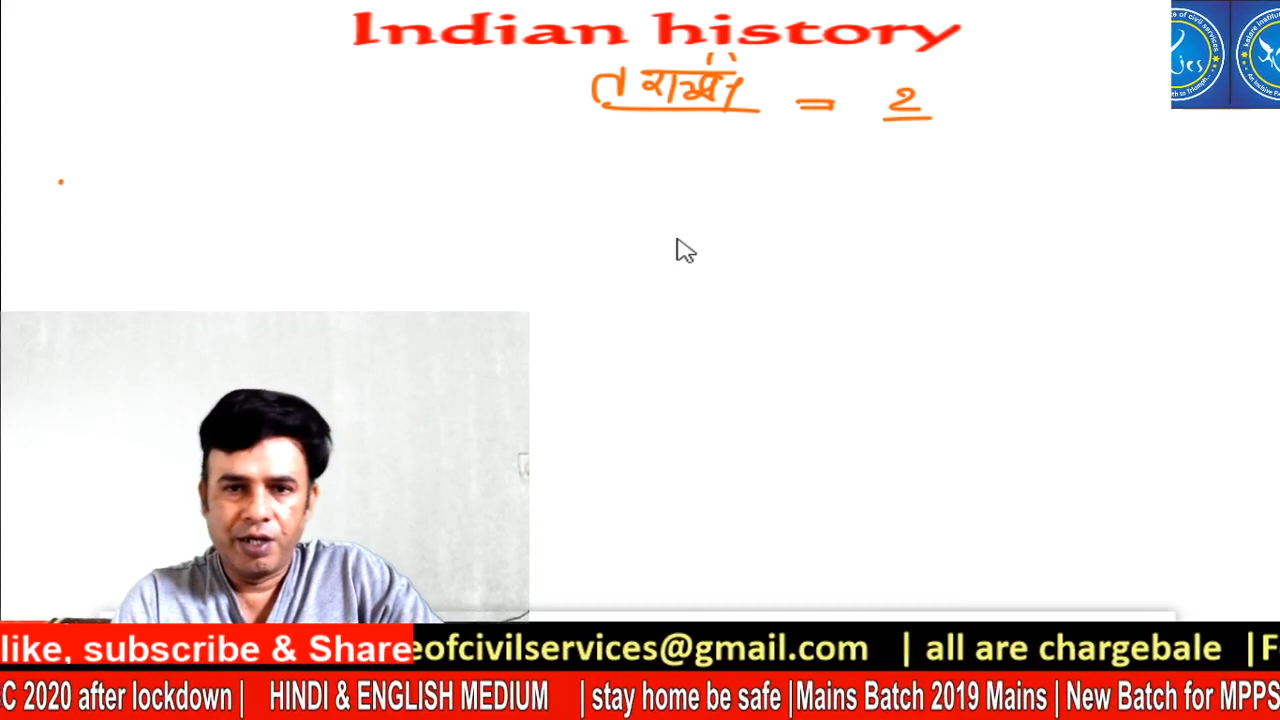 Indian history
= २
like, subscribe & Share
eofcivilservices@gmail.com | all are chargebale | F
C 2020 after lockdown | HINDI & ENGLISH MEDIUM | stay home be safe | Mains Batch 2019 Mains | New Batch for MPPS